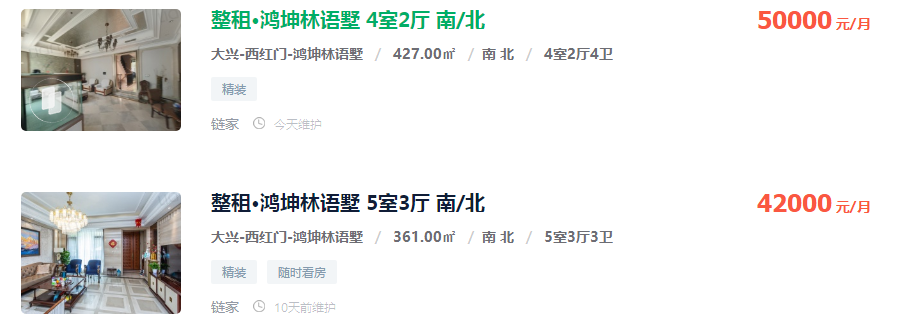 整租·鸿坤林语墅 4室2厅 南/北
50000 元/月
大兴-西红门-鸿坤林语墅 / 427.00㎡ / 南 北 / 4室2厅4卫
精装
链家 今天维护
整租·鸿坤林语墅 5室3厅 南/北
42000 元/月
大兴-西红门-鸿坤林语墅 / 361.00㎡ / 南 北 / 5室3厅3卫
精装 随时看房
链家 10天前维护